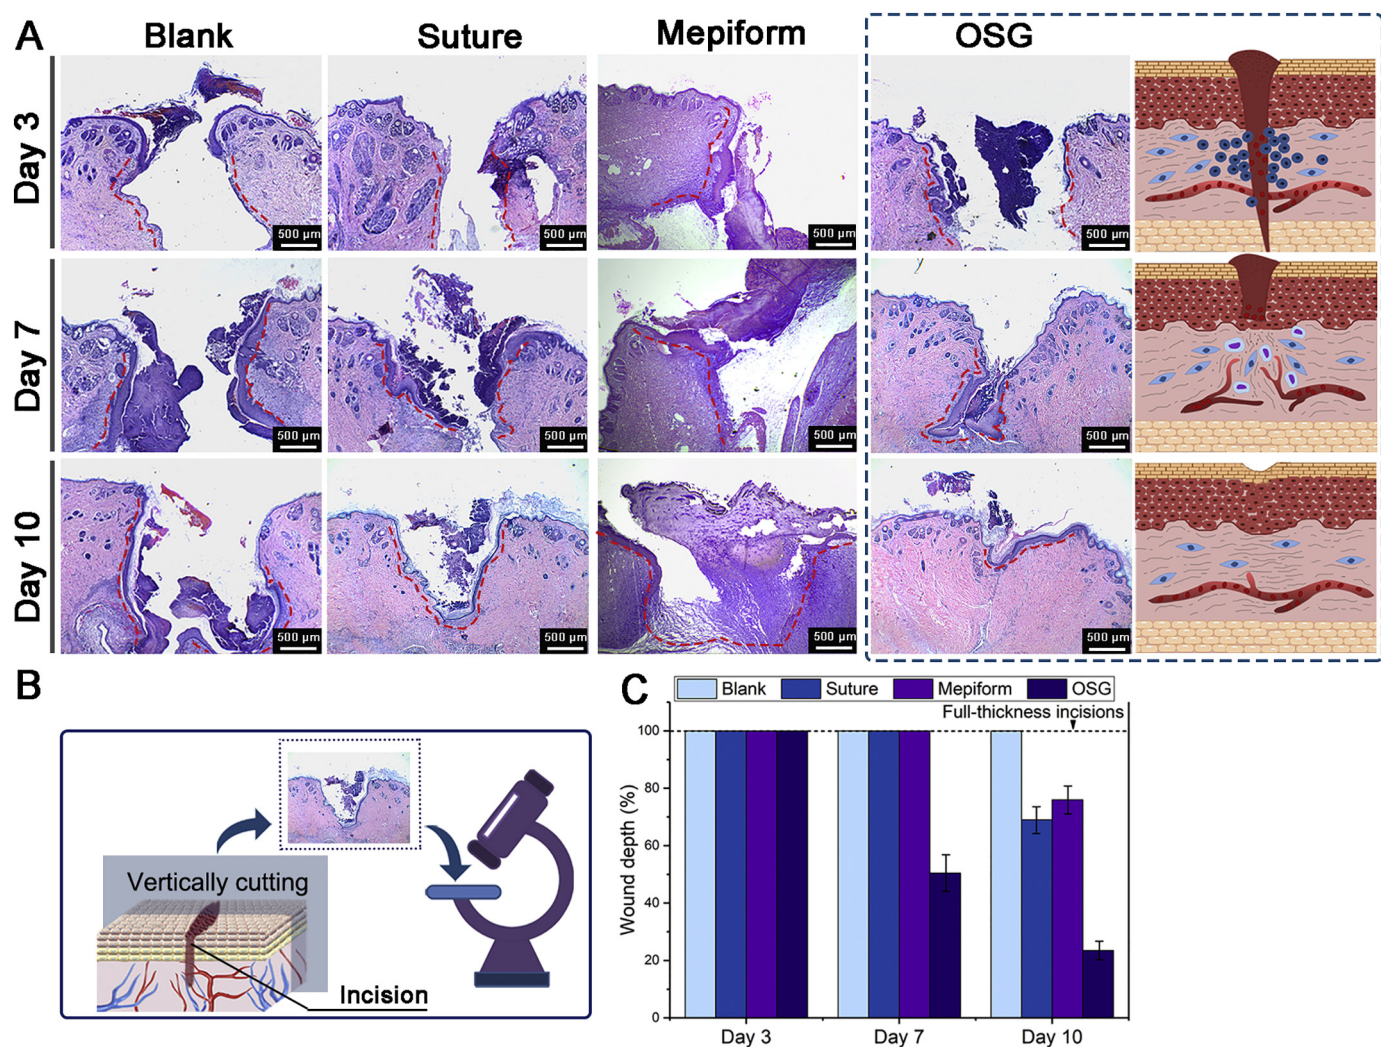 A
Blank
Suture
Mepiform
OSG
Day 3
500 µm
500 µm
500 µm
500 µm
Day 7
500 µm
500 µm
500 µm
500 µm
Day 10
500 µm
500 µm
500 µm
500 µm
B
Vertically cutting
Incision
C
Blank
Suture
Mepiform
OSG
Full-thickness incisions
Wound depth (%)
100
80
60
40
20
0
Day 3
Day 7
Day 10